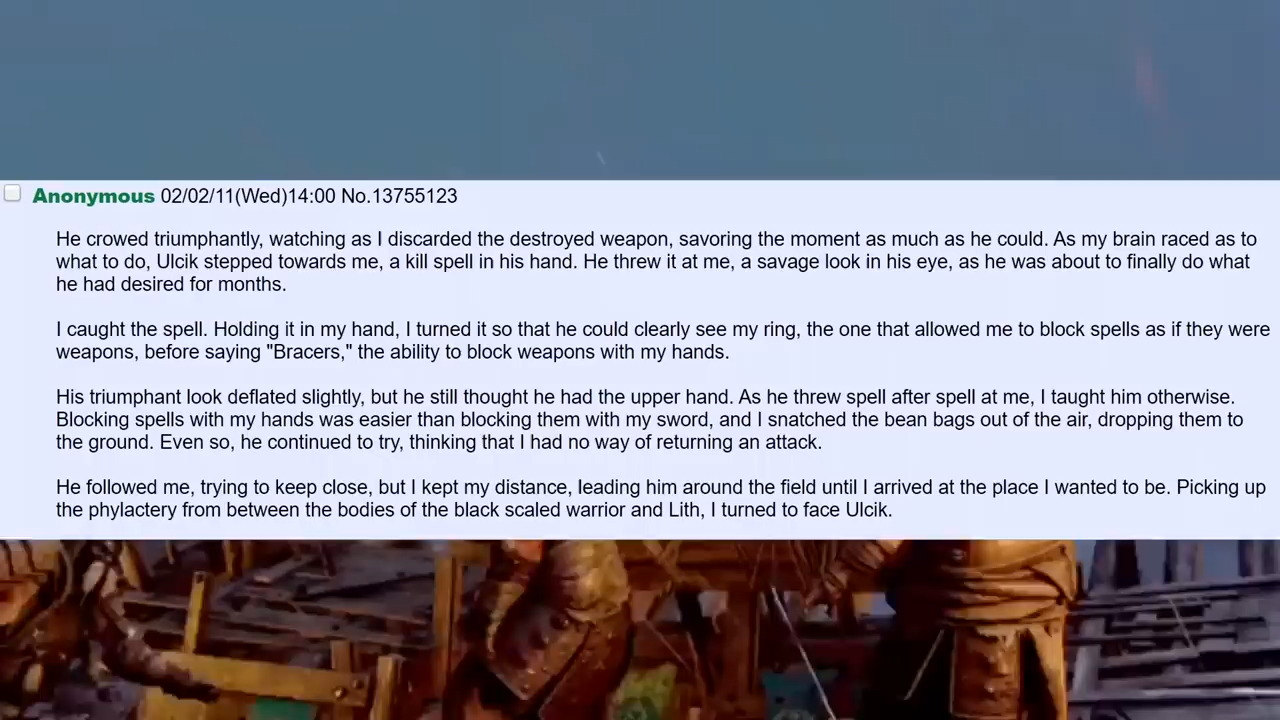 Anonymous 02/02/11(Wed)14:00 No.13755123
He crowed triumphantly, watching as I discarded the destroyed weapon, savoring the moment as much as he could. As my brain raced as to
what to do, Ulcik stepped towards me, a kill spell in his hand. He threw it at me, a savage look in his eye, as he was about to finally do what
he had desired for months.
I caught the spell. Holding it in my hand, I turned it so that he could clearly see my ring, the one that allowed me to block spells as if they were
weapons, before saying "Bracers," the ability to block weapons with my hands.
His triumphant look deflated slightly, but he still thought he had the upper hand. As he threw spell after spell at me, I taught him otherwise.
Blocking spells with my hands was easier than blocking them with my sword, and I snatched the bean bags out of the air, dropping them to
the ground. Even so, he continued to try, thinking that I had no way of returning an attack.
He followed me, trying to keep close, but I kept my distance, leading him around the field until I arrived at the place I wanted to be. Picking up
the phylactery from between the bodies of the black scaled warrior and Lith, I turned to face Ulcik.